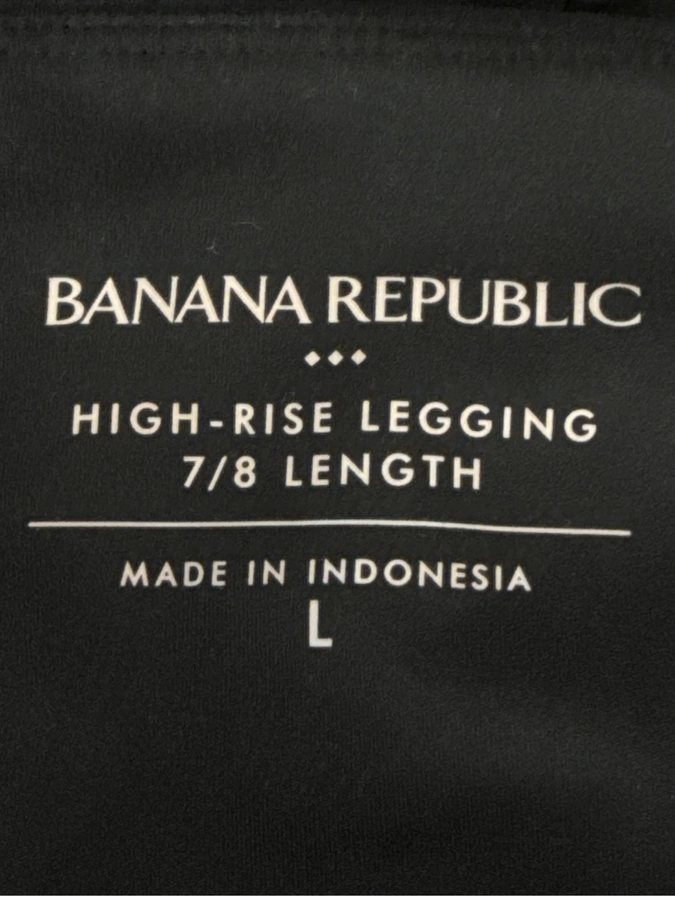 BANANA REPUBLIC
HIGH-RISE LEGGING
7/8 LENGTH
MADE IN INDONESIA
L